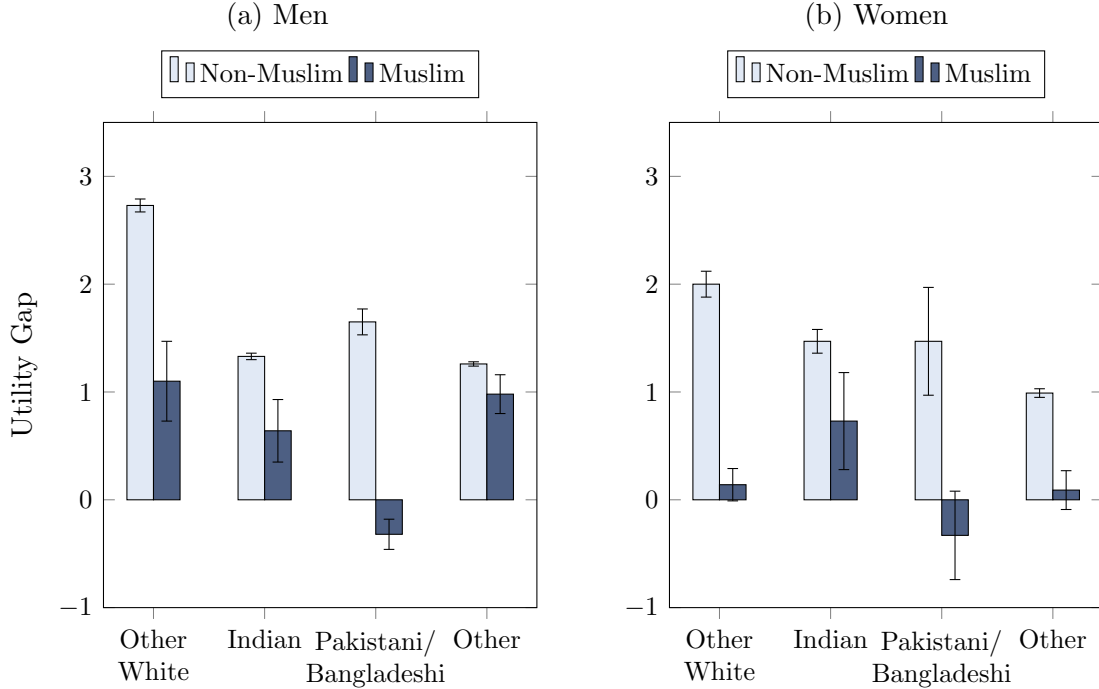 (a) Men
Non-Muslim Muslim
3
2
1
0
−1
Utility Gap
Other White
Indian
Pakistani/
Bangladeshi
Other
(b) Women
Non-Muslim Muslim
3
2
1
0
−1
Other White
Indian
Pakistani/
Bangladeshi
Other